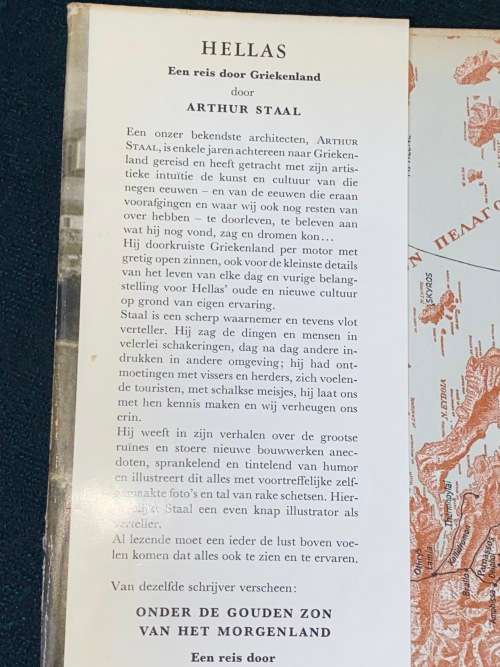 HELLAS
Een reis door Griekenland
door
ARTHUR STAAL
Een onzer bekendste architecten, ARTHUR
STAAL, is enkele jaren achtereen naar Grieken-
land gereisd en heeft getracht met zijn artis-
tieke intuïtie de kunst en cultuur van die
negen eeuwen – en van de eeuwen die eraan
voorafgingen en waar wij ook nog resten van
over hebben – te doorleven, te beleven aan
wat hij nog vond, zag en dromen kon...
Hij doorkruiste Griekenland per motor met
gretig open zinnen, ook voor de kleinste details
van het leven van elke dag en vurige belang-
stelling voor Hellas' oude en nieuwe cultuur
op grond van eigen ervaring.
Staal is een scherp waarnemer en tevens vlot
verteller. Hij zag de dingen en mensen in
velerlei schakeringen, dag na dag andere in-
drukken in andere omgeving; hij had ont-
moetingen met vissers en herders, zich voelen-
de touristen, met schalkse meisjes, hij laat ons
met hen kennis maken en wij verheugen ons
erin.
Hij weeft in zijn verhalen over de grootse
ruïnes en stoere nieuwe bouwwerken anec-
doten, sprankelend en tintelend van humor
en illustreert dit alles met voortreffelijke zelf-
gemaakte foto's en tal van rake schetsen. Hier-
Staal een even knap illustrator als
verteller.
Al lezende moet een ieder de lust boven voe-
len komen dat alles ook te zien en te ervaren.
Van dezelfde schrijver verscheen:
ONDER DE GOUDEN ZON
VAN HET MORGENLAND
Een reis door
ΠΕΛΑΓΟ
SKYROS
N. EYBOIA
Thermopylai
Lamia